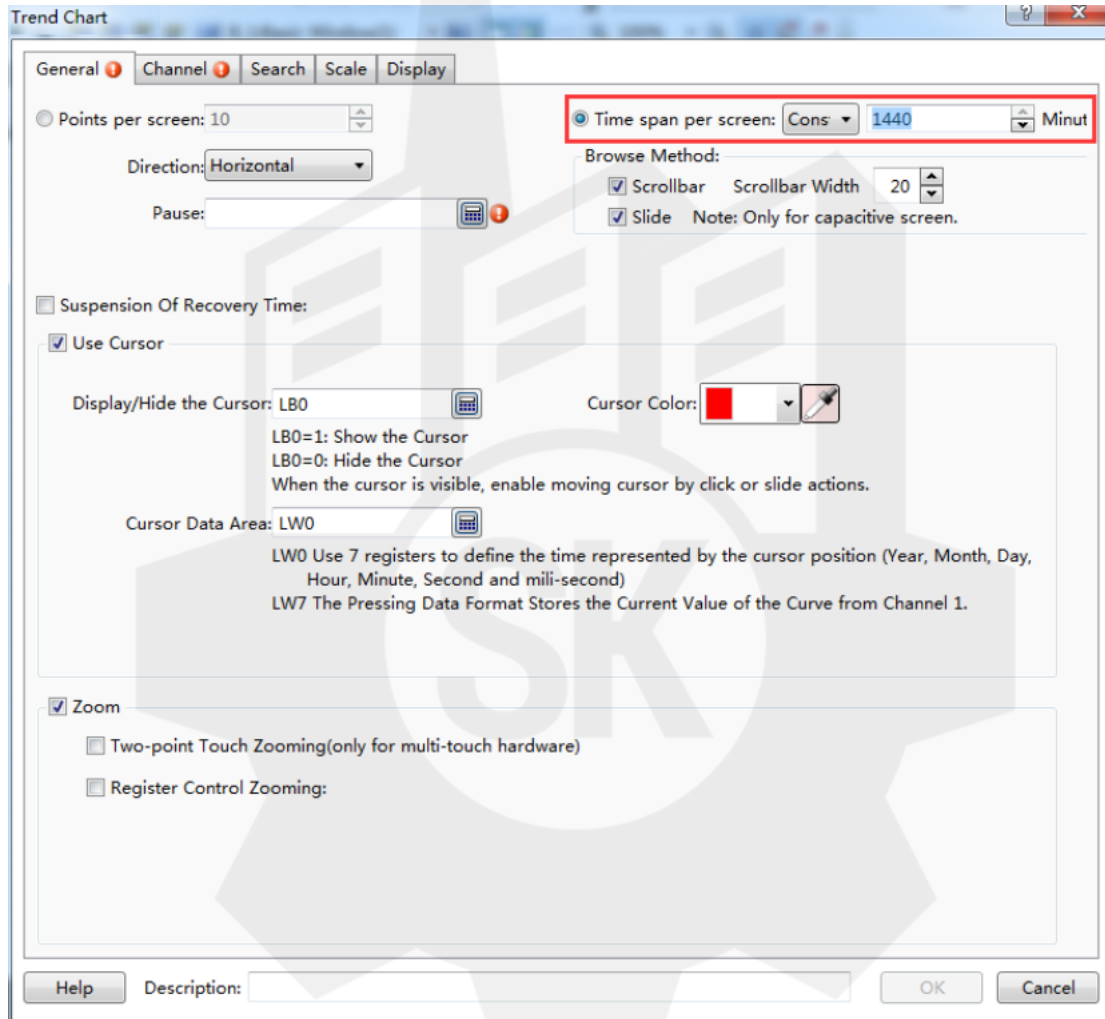 Trend Chart
General Channel Search Scale Display
Points per screen: 10 Time span per screen: Cons 1440 Minut
Direction: Horizontal Browse Method:
Scrollbar Scrollbar Width 20
Pause: Slide Note: Only for capacitive screen.
Suspension Of Recovery Time:
Use Cursor
Display/Hide the Cursor: LB0 Cursor Color:
LB0=1: Show the Cursor
LB0=0: Hide the Cursor
When the cursor is visible, enable moving cursor by click or slide actions.
Cursor Data Area: LW0
LW0 Use 7 registers to define the time represented by the cursor position (Year, Month, Day,
Hour, Minute, Second and mili-second)
LW7 The Pressing Data Format Stores the Current Value of the Curve from Channel 1.
SK
Zoom
Two-point Touch Zooming(only for multi-touch hardware)
Register Control Zooming:
Help Description: OK Cancel